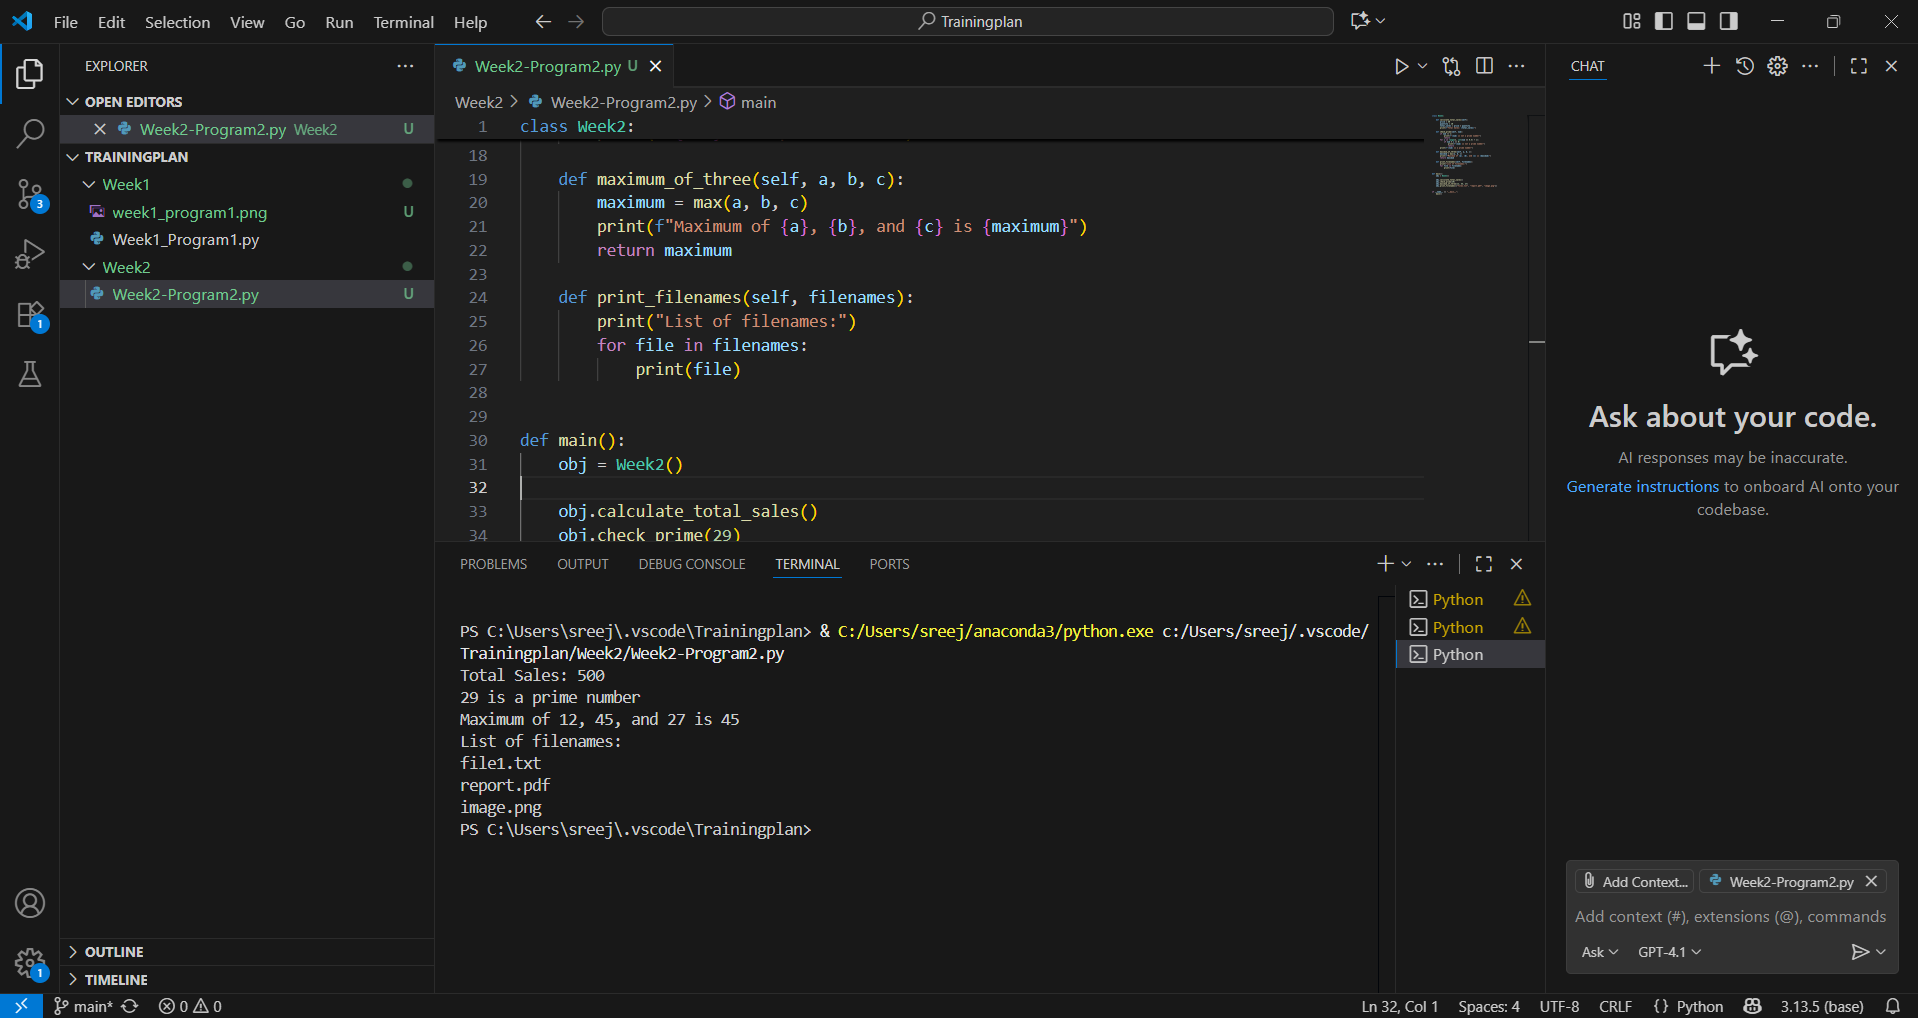 File Edit Selection View Go Run Terminal Help
Trainingplan
EXPLORER
OPEN EDITORS
Week2-Program2.py Week2 U
TRAININGPLAN
Week1
week1_program1.png U
Week1_Program1.py
Week2
Week2-Program2.py U
OUTLINE
TIMELINE
3
1
1
Week2-Program2.py U
Week2 > Week2-Program2.py > main
1 class Week2:
18
19 def maximum_of_three(self, a, b, c):
20 maximum = max(a, b, c)
21 print(f"Maximum of {a}, {b}, and {c} is {maximum}")
22 return maximum
23
24 def print_filenames(self, filenames):
25 print("List of filenames:")
26 for file in filenames:
27 print(file)
28
29
30 def main():
31 obj = Week2()
32
33 obj.calculate_total_sales()
34 obj.check_prime(29)
PROBLEMS OUTPUT DEBUG CONSOLE TERMINAL PORTS
PS C:\Users\sreej\.vscode\Trainingplan> & C:/Users/sreej/anaconda3/python.exe c:/Users/sreej/.vscode/
Trainingplan/Week2/Week2-Program2.py
Total Sales: 500
29 is a prime number
Maximum of 12, 45, and 27 is 45
List of filenames:
file1.txt
report.pdf
image.png
PS C:\Users\sreej\.vscode\Trainingplan>
Python
Python
Python
CHAT
Ask about your code.
AI responses may be inaccurate.
Generate instructions to onboard AI onto your
codebase.
Add Context... Week2-Program2.py
Add context (#), extensions (@), commands
Ask GPT-4.1
main* 0 0 Ln 32, Col 1 Spaces: 4 UTF-8 CRLF {} Python 3.13.5 (base)